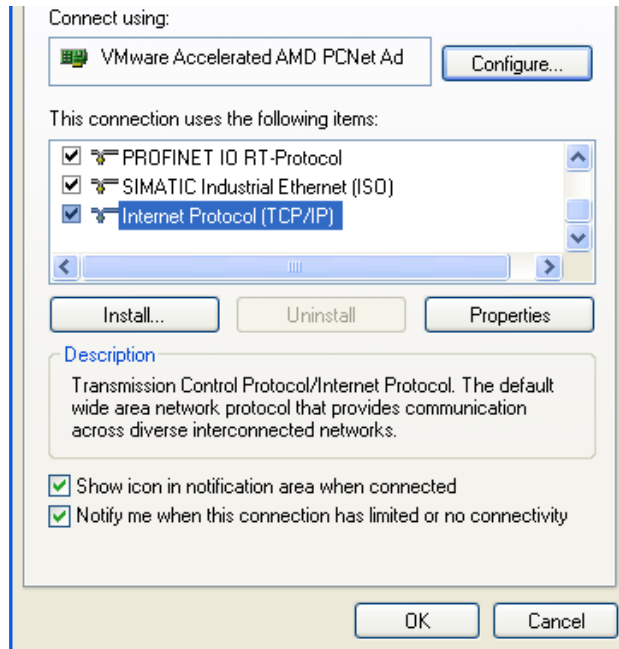 Connect using:
VMware Accelerated AMD PCNet Ad
Configure...
This connection uses the following items:
PROFINET IO RT-Protocol
SIMATIC Industrial Ethernet (ISO)
Internet Protocol (TCP/IP)
Install...
Uninstall
Properties
Description
Transmission Control Protocol/Internet Protocol. The default
wide area network protocol that provides communication
across diverse interconnected networks.
Show icon in notification area when connected
Notify me when this connection has limited or no connectivity
OK
Cancel